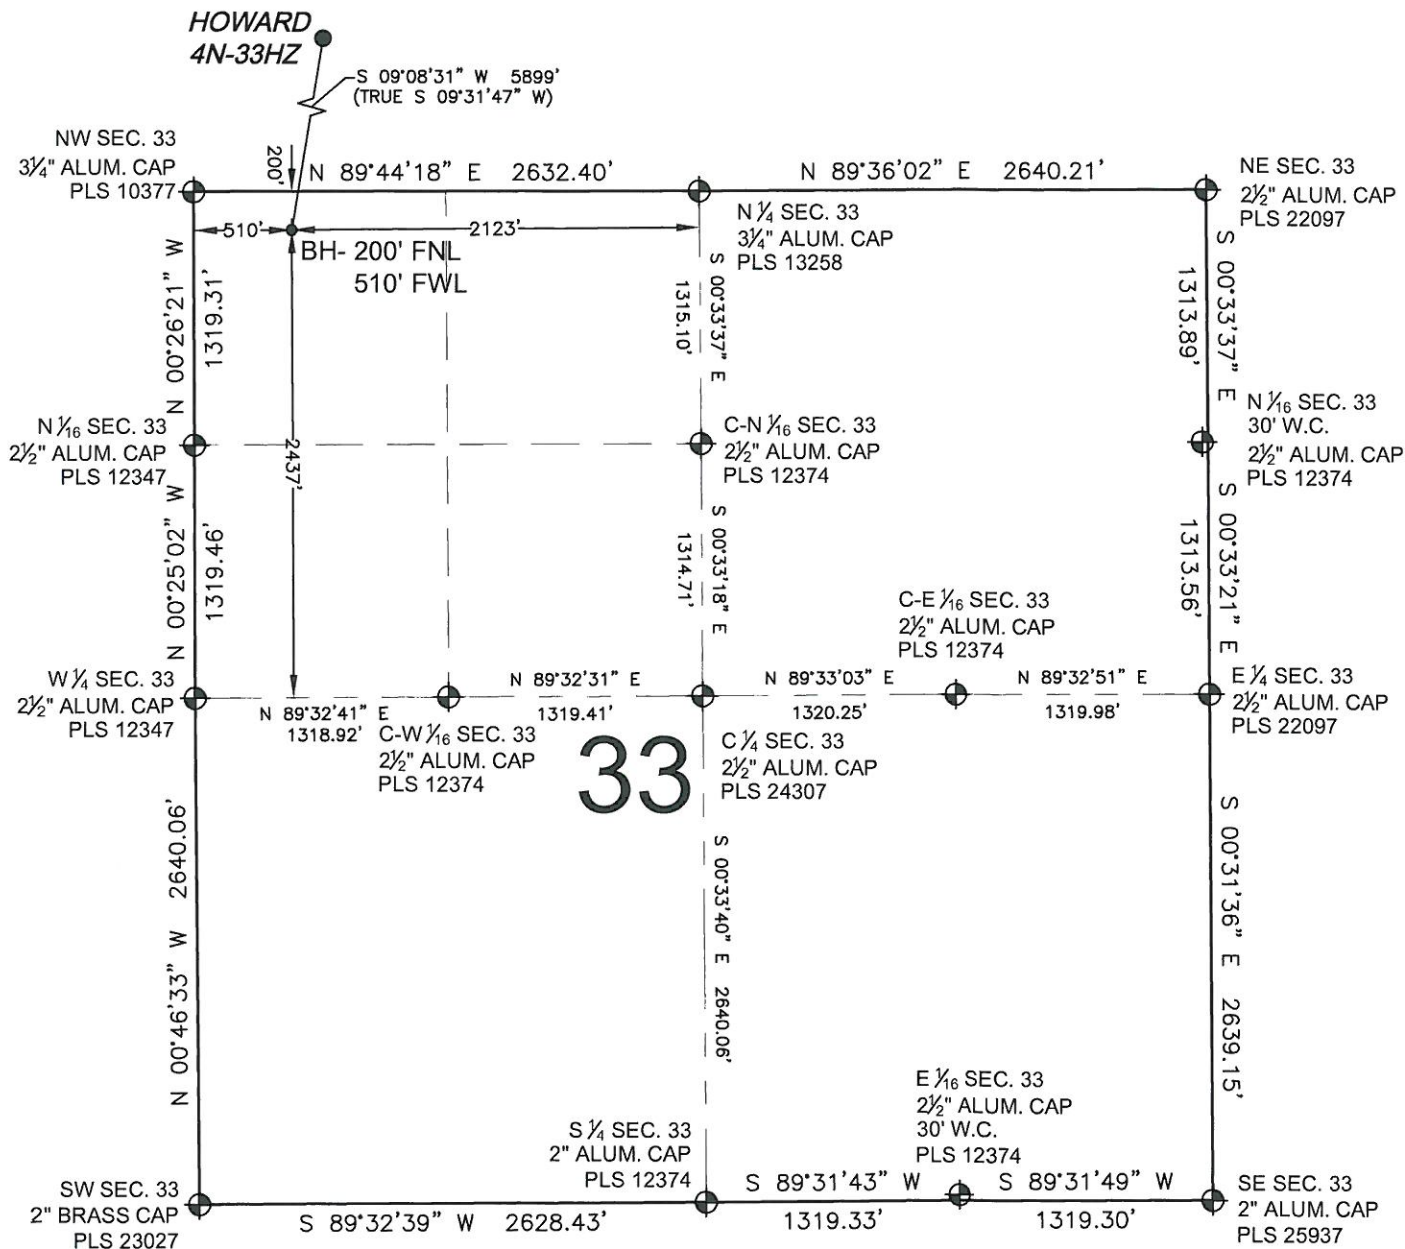 HOWARD
4N-33HZ
S 09°08'31" W 5899'
(TRUE S 09°31'47" W)
NW SEC. 33
3¼" ALUM. CAP
PLS 10377
200'
N 89°44'18" E 2632.40'
N 89°36'02" E 2640.21'
NE SEC. 33
2½" ALUM. CAP
PLS 22097
510'
2123'
BH- 200' FNL
510' FWL
N ¼ SEC. 33
3¼" ALUM. CAP
PLS 13258
N 00°26'21" W
1319.31'
S 00°33'37" E
1315.10'
S 00°33'37" E
1313.89'
N 1⁄16 SEC. 33
2½" ALUM. CAP
PLS 12347
2437'
C-N 1⁄16 SEC. 33
2½" ALUM. CAP
PLS 12374
N 1⁄16 SEC. 33
30' W.C.
2½" ALUM. CAP
PLS 12374
N 00°25'02" W
1319.46'
S 00°33'18" E
1314.71'
S 00°33'21" E
1313.56'
C-E 1⁄16 SEC. 33
2½" ALUM. CAP
PLS 12374
W ¼ SEC. 33
2½" ALUM. CAP
PLS 12347
N 89°32'41" E
1318.92'
N 89°32'31" E
1319.41'
N 89°33'03" E
1320.25'
N 89°32'51" E
1319.98'
E ¼ SEC. 33
2½" ALUM. CAP
PLS 22097
C-W 1⁄16 SEC. 33
2½" ALUM. CAP
PLS 12374
33
C ¼ SEC. 33
2½" ALUM. CAP
PLS 24307
N 00°46'33" W 2640.06'
S 00°33'40" E 2640.06'
S 00°31'36" E 2639.15'
E 1⁄16 SEC. 33
2½" ALUM. CAP
30' W.C.
PLS 12374
S ¼ SEC. 33
2" ALUM. CAP
PLS 12374
SW SEC. 33
2" BRASS CAP
PLS 23027
S 89°32'39" W 2628.43'
S 89°31'43" W
1319.33'
S 89°31'49" W
1319.30'
SE SEC. 33
2" ALUM. CAP
PLS 25937